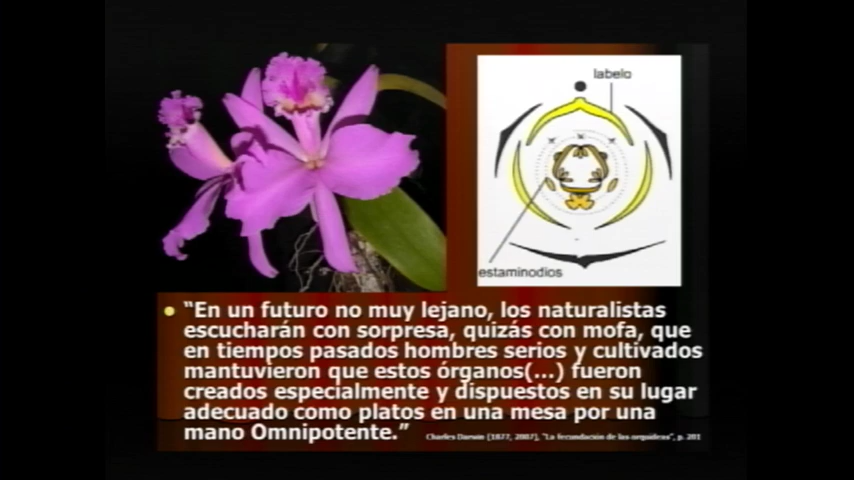 labelo
estaminodios
“En un futuro no muy lejano, los naturalistas
escucharán con sorpresa, quizás con mofa, que
en tiempos pasados hombres serios y cultivados
mantuvieron que estos órganos(...) fueron
creados especialmente y dispuestos en su lugar
adecuado como platos en una mesa por una
mano Omnipotente.”
Charles Darwin (1877, 2007), "La fecundación de las orquídeas", p. 201